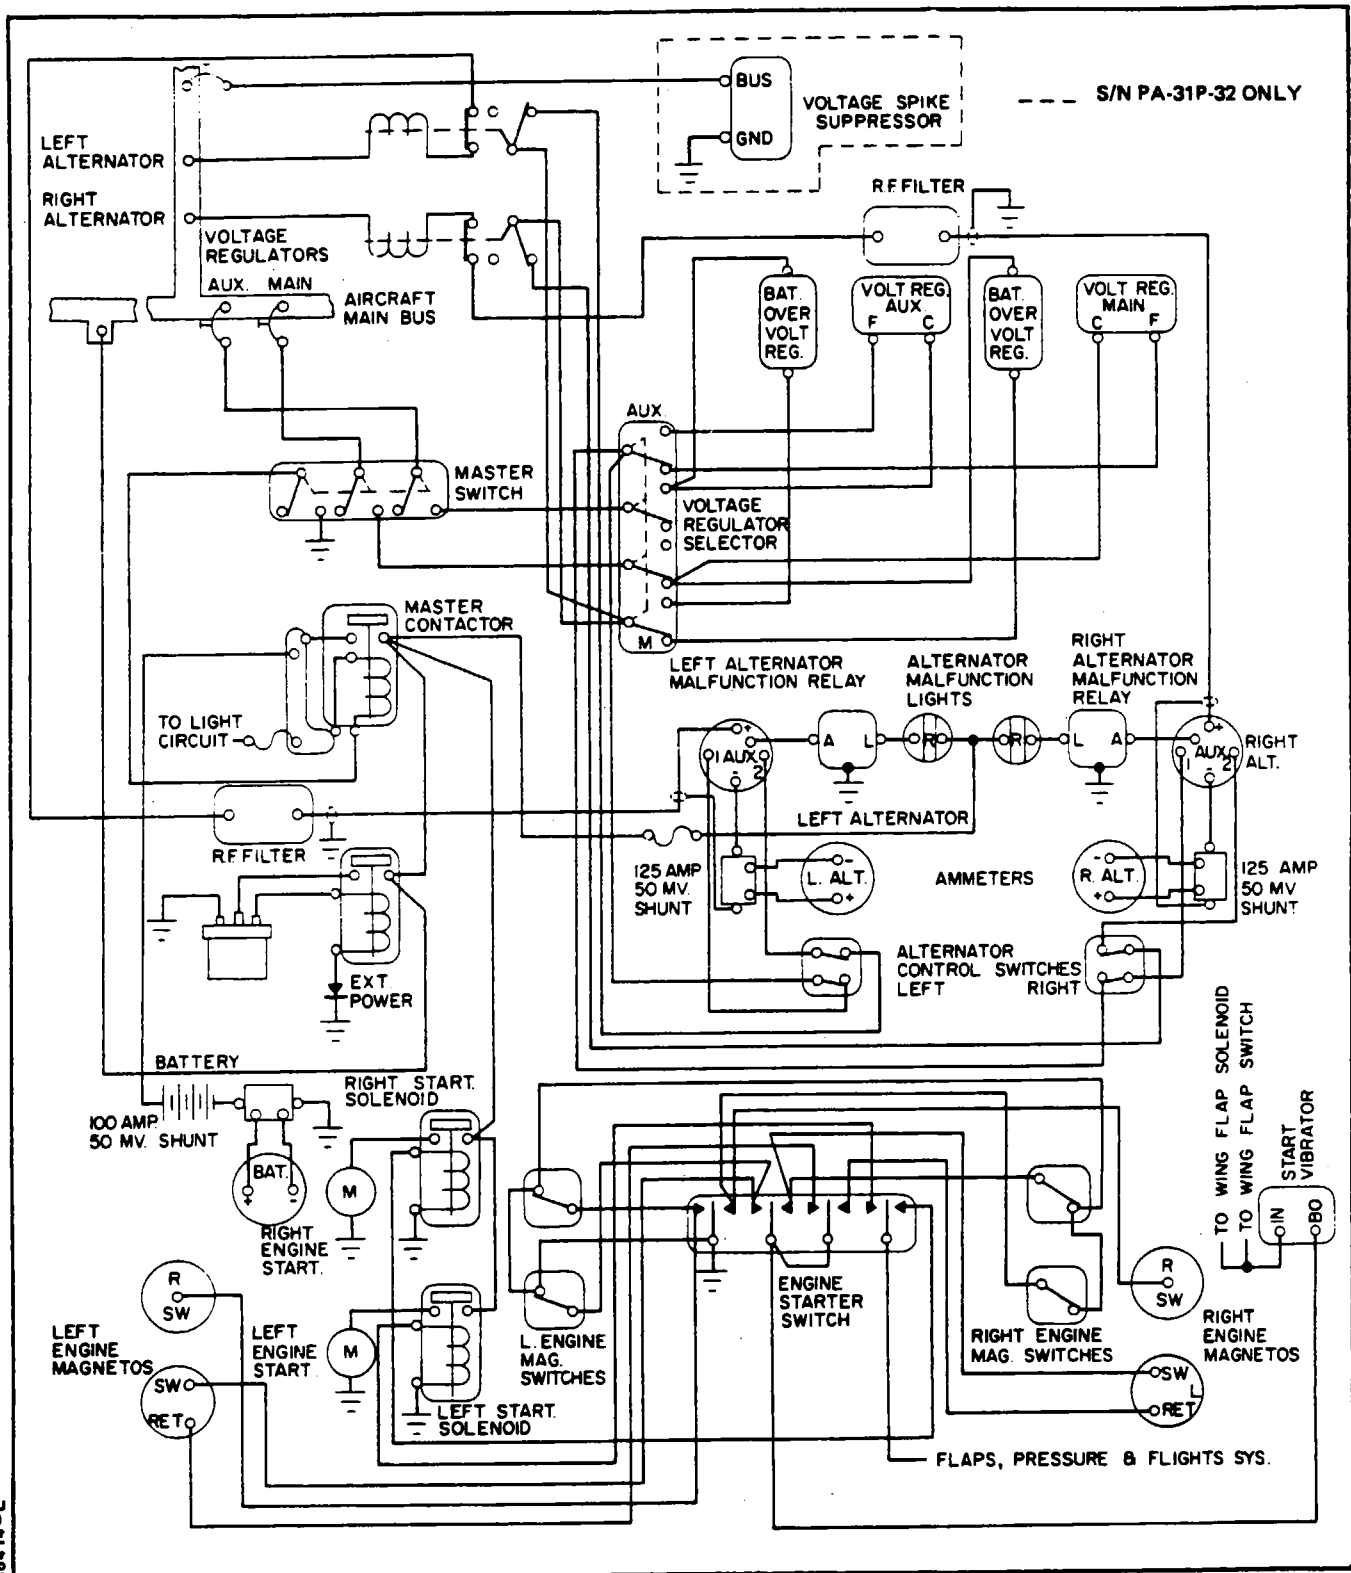 S/N PA-31P-32 ONLY
BUS
VOLTAGE SPIKE
SUPPRESSOR
GND
LEFT
ALTERNATOR
RIGHT
ALTERNATOR
R.F. FILTER
VOLTAGE
REGULATORS
AUX. MAIN
AIRCRAFT
MAIN BUS
BAT.
OVER
VOLT
REG.
VOLT REG.
AUX.
F C
BAT.
OVER
VOLT
REG.
VOLT REG.
MAIN
C F
AUX.
1
MASTER
SWITCH
VOLTAGE
REGULATOR
SELECTOR
M
MASTER
CONTACTOR
TO LIGHT
CIRCUIT
LEFT ALTERNATOR
MALFUNCTION RELAY
ALTERNATOR
MALFUNCTION
LIGHTS
RIGHT
ALTERNATOR
MALFUNCTION
RELAY
+
1 AUX. 2
-
A L
R
R
L A
+
AUX.
1 2
-
RIGHT
ALT.
LEFT ALTERNATOR
R.F. FILTER
125 AMP
50 MV.
SHUNT
-
L. ALT.
+
AMMETERS
-
R. ALT.
+
125 AMP
50 MV
SHUNT
EXT.
POWER
ALTERNATOR
CONTROL SWITCHES
LEFT RIGHT
BATTERY
100 AMP.
50 MV. SHUNT
BAT.
+ -
RIGHT START.
SOLENOID
M
RIGHT
ENGINE
START.
TO WING FLAP SOLENOID
TO WING FLAP SWITCH
START
VIBRATOR
IN
BO
R
SW
LEFT
ENGINE
MAGNETOS
SW
RET
LEFT
ENGINE
START.
M
LEFT START.
SOLENOID
L. ENGINE
MAG.
SWITCHES
ENGINE
STARTER
SWITCH
RIGHT ENGINE
MAG. SWITCHES
R
SW
RIGHT
ENGINE
MAGNETOS
SW
L
RET
FLAPS, PRESSURE & FLIGHTS SYS.